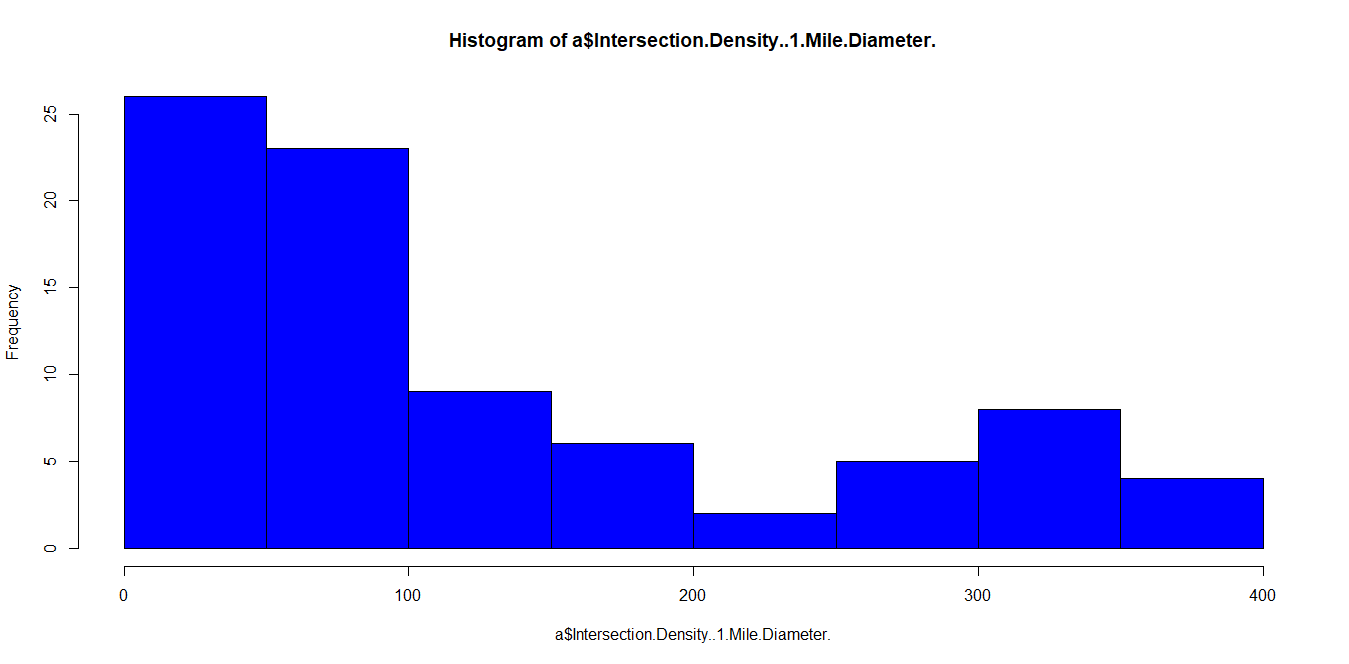 Histogram of a$Intersection.Density..1.Mile.Diameter.
Frequency
25
20
15
10
5
0
0 100 200 300 400
a$Intersection.Density..1.Mile.Diameter.